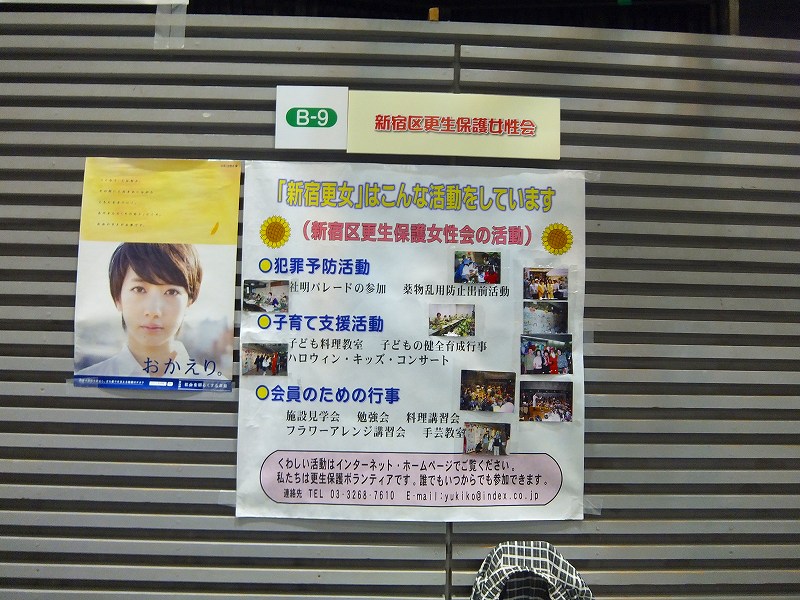 B-9
新宿区更生保護女性会
「新宿更女」はこんな活動をしています
（新宿区更生保護女性会の活動）
犯罪予防活動
社明パレードの参加　薬物乱用防止出前活動
子育て支援活動
子ども料理教室　子どもの健全育成行事
ハロウィン・キッズ・コンサート
会員のための行事
施設見学会　勉強会　料理講習会
フラワーアレンジ講習会　手芸教室
くわしい活動はインターネット・ホームページでご覧ください。
私たちは更生保護ボランティアです。誰でもいつからでも参加できます。
連絡先 TEL 03-3268-7610 E-mail:yukiko@index.co.jp
おかえり。